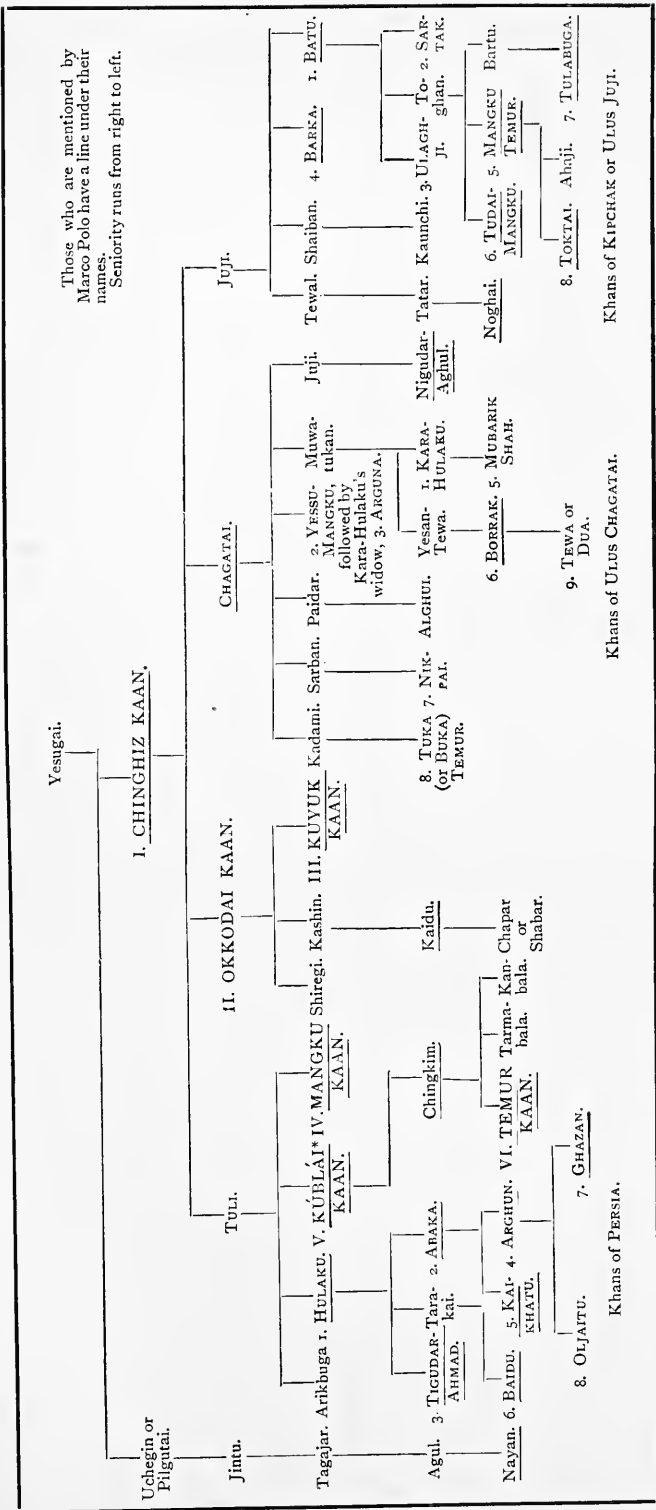 Those who are mentioned by
Marco Polo have a line under their
names.
Seniority runs from right to left.
Yesugai.
Uchegin or
Pilgutai.
I. CHINGHIZ KAAN.
Jintu.
TULI.
II. OKKODAI KAAN.
CHAGATAI.
JUJI.
Tagajar. Arikbuga 1. HULAKU. V. KÚBLÁI* IV. MANGKU Shiregi. Kashin. III. KUYUK Kadami. Sarban. Paidar. 2. YESSU- Muwa- Juji. Tewal. Shaiban. 4. BARKA. 1. BATU.
KAAN. KAAN. KAAN. MANGKU, tukan.
followed by
Kara-Hulaku's
widow, 3. ARGUNA.
Agul. 3. TIGUDAR- Tara- 2. ABAKA. Chingkim. Kaidu. 8. TUKA 7. NIK- ALGHUI. Yesan- 1. KARA- Nigudar- Tatar. Kaunchi. 3. ULAGH- To- 2. SAR-
AHMAD. kai. (or BUKA) PAI. Tewa. HULAKU. Aghul. JI. ghan. TAK.
TEMUR.
Nayan. 6. BAIDU. 5. KAI- 4. ARGHUN. VI. TEMUR Tarma- Kan- Chapar 6. BORRAK. 5. MUBARIK Noghai. 6. TUDAI- 5. MANGKU Bartu.
KHATU. KAAN. bala. bala. or SHAH. MANGKU. TEMUR
Shabar.
8. OLJAITU. 7. GHAZAN. 9. TEWA or 8. TOKTAI. Ahaji. 7. TULABUGA.
DUA.
Khans of PERSIA. Khans of ULUS CHAGATAI. Khans of KIPCHAK or ULUS JUJI.